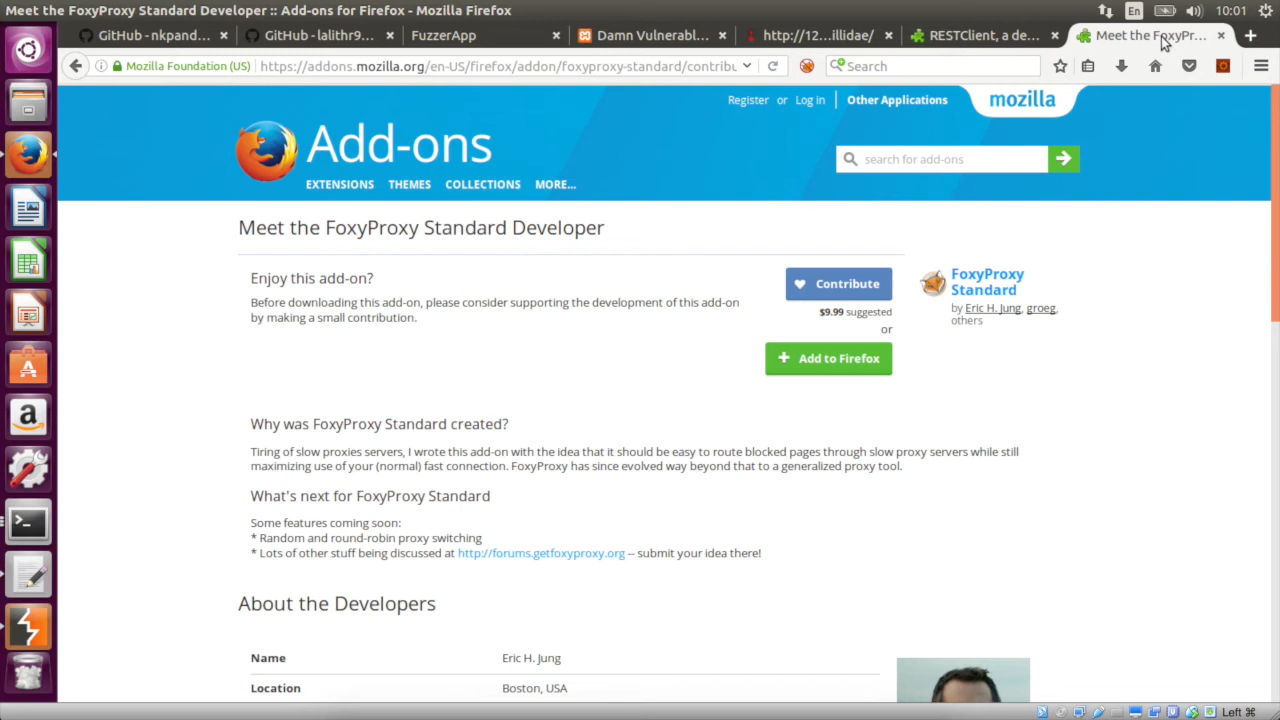 Meet the FoxyProxy Standard Developer :: Add-ons for Firefox - Mozilla Firefox
En
10:01
GitHub - nkpand...
GitHub - lalithr9...
FuzzerApp
Damn Vulnerabl...
http://12...illidae/
RESTClient, a de...
Meet the FoxyPr...
Mozilla Foundation (US)
https://addons.mozilla.org/en-US/firefox/addon/foxyproxy-standard/contribu
Search
Register or Log in
Other Applications
mozilla
Add-ons
search for add-ons
EXTENSIONS THEMES COLLECTIONS MORE...
Meet the FoxyProxy Standard Developer
Enjoy this add-on?
Before downloading this add-on, please consider supporting the development of this add-on
by making a small contribution.
Contribute
$9.99 suggested
or
Add to Firefox
FoxyProxy
Standard
by Eric H. Jung, groeg,
others
Why was FoxyProxy Standard created?
Tiring of slow proxies servers, I wrote this add-on with the idea that it should be easy to route blocked pages through slow proxy servers while still
maximizing use of your (normal) fast connection. FoxyProxy has since evolved way beyond that to a generalized proxy tool.
What's next for FoxyProxy Standard
Some features coming soon:
* Random and round-robin proxy switching
* Lots of other stuff being discussed at http://forums.getfoxyproxy.org -- submit your idea there!
About the Developers
Name Eric H. Jung
Location Boston, USA
Left ⌘